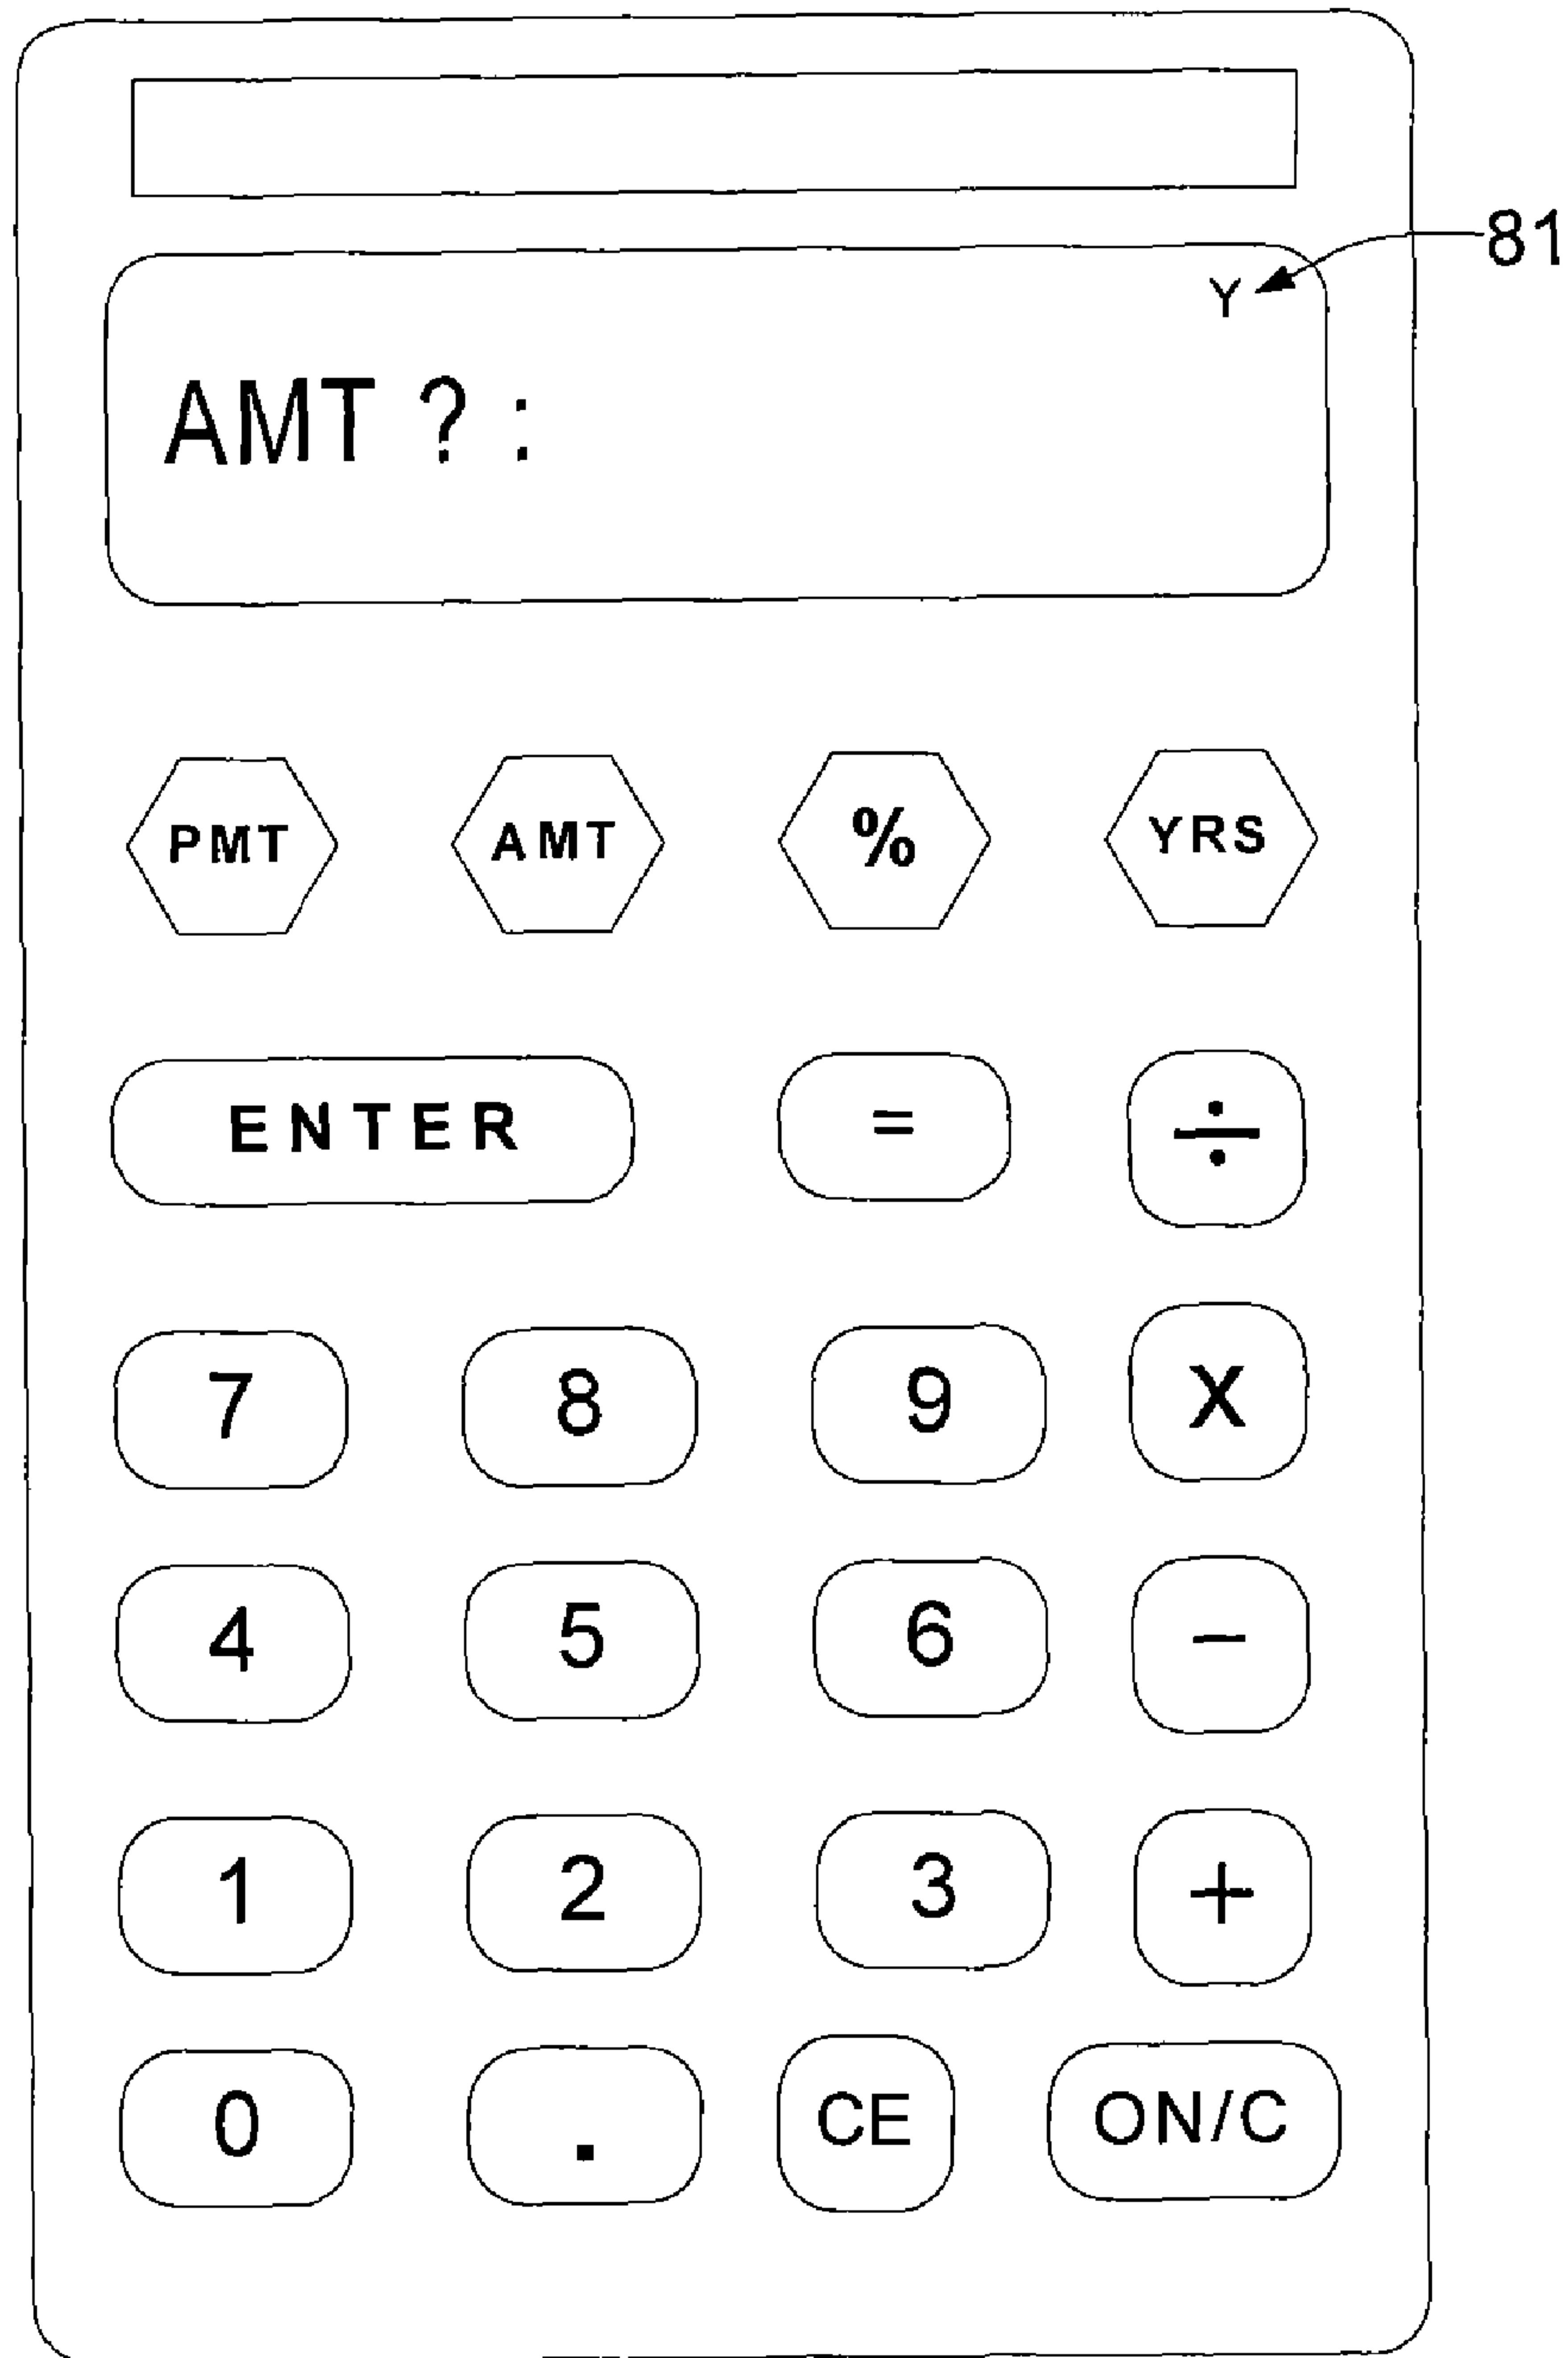 81
Y
AMT ? :
PMT AMT % YRS
ENTER = ÷
7 8 9 X
4 5 6 −
1 2 3 +
0 . CE ON/C